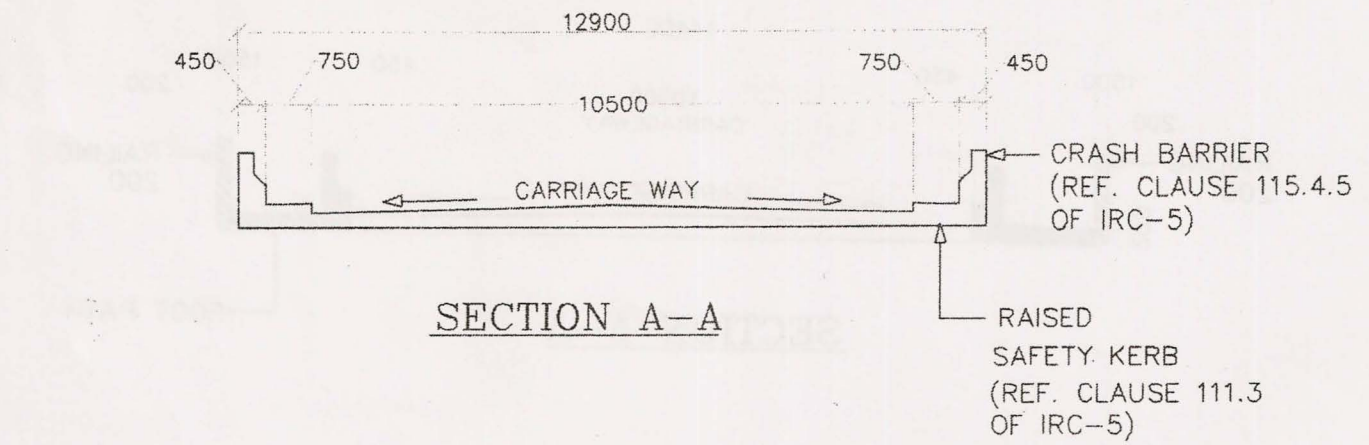 12900
450 750 750 450
10500
CRASH BARRIER
(REF. CLAUSE 115.4.5
OF IRC-5)
CARRIAGE WAY
SECTION A-A
RAISED
SAFETY KERB
(REF. CLAUSE 111.3
OF IRC-5)